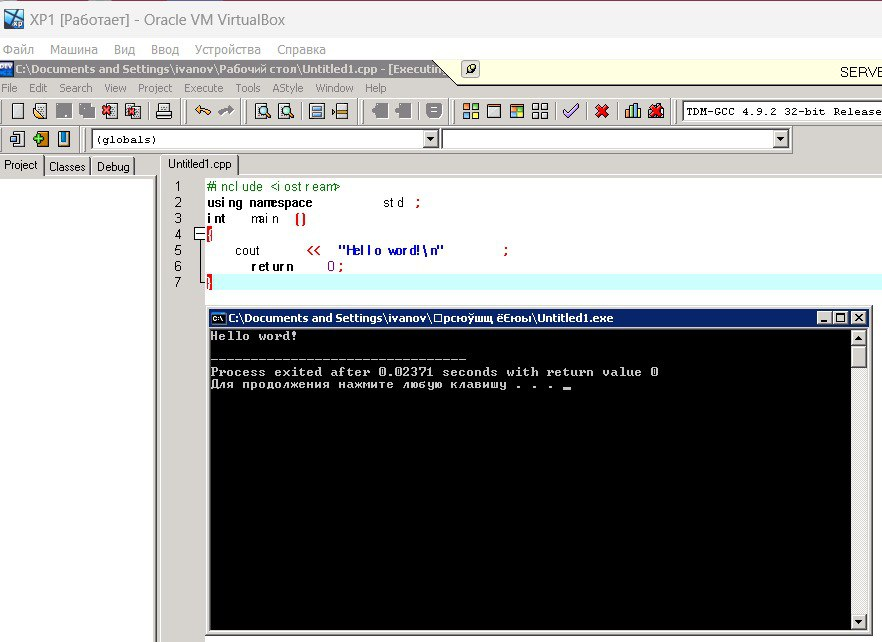 XP1 [Работает] - Oracle VM VirtualBox
Файл Машина Вид Ввод Устройства Справка
C:\Documents and Settings\ivanov\Рабочий стол\Untitled1.cpp - [Executin
SERVE
File Edit Search View Project Execute Tools AStyle Window Help
TDM-GCC 4.9.2 32-bit Release
(globals)
Project Classes Debug
Untitled1.cpp
1 #include <iostream>
2 using namespace std ;
3 int main ()
4 {
5 cout << "Hello word!\n" ;
6 return 0;
7 }
C:\Documents and Settings\ivanov\□рсюўшщ ёЄюы\Untitled1.exe
Hello word!
--------------------------------
Process exited after 0.02371 seconds with return value 0
Для продолжения нажмите любую клавишу . . . _